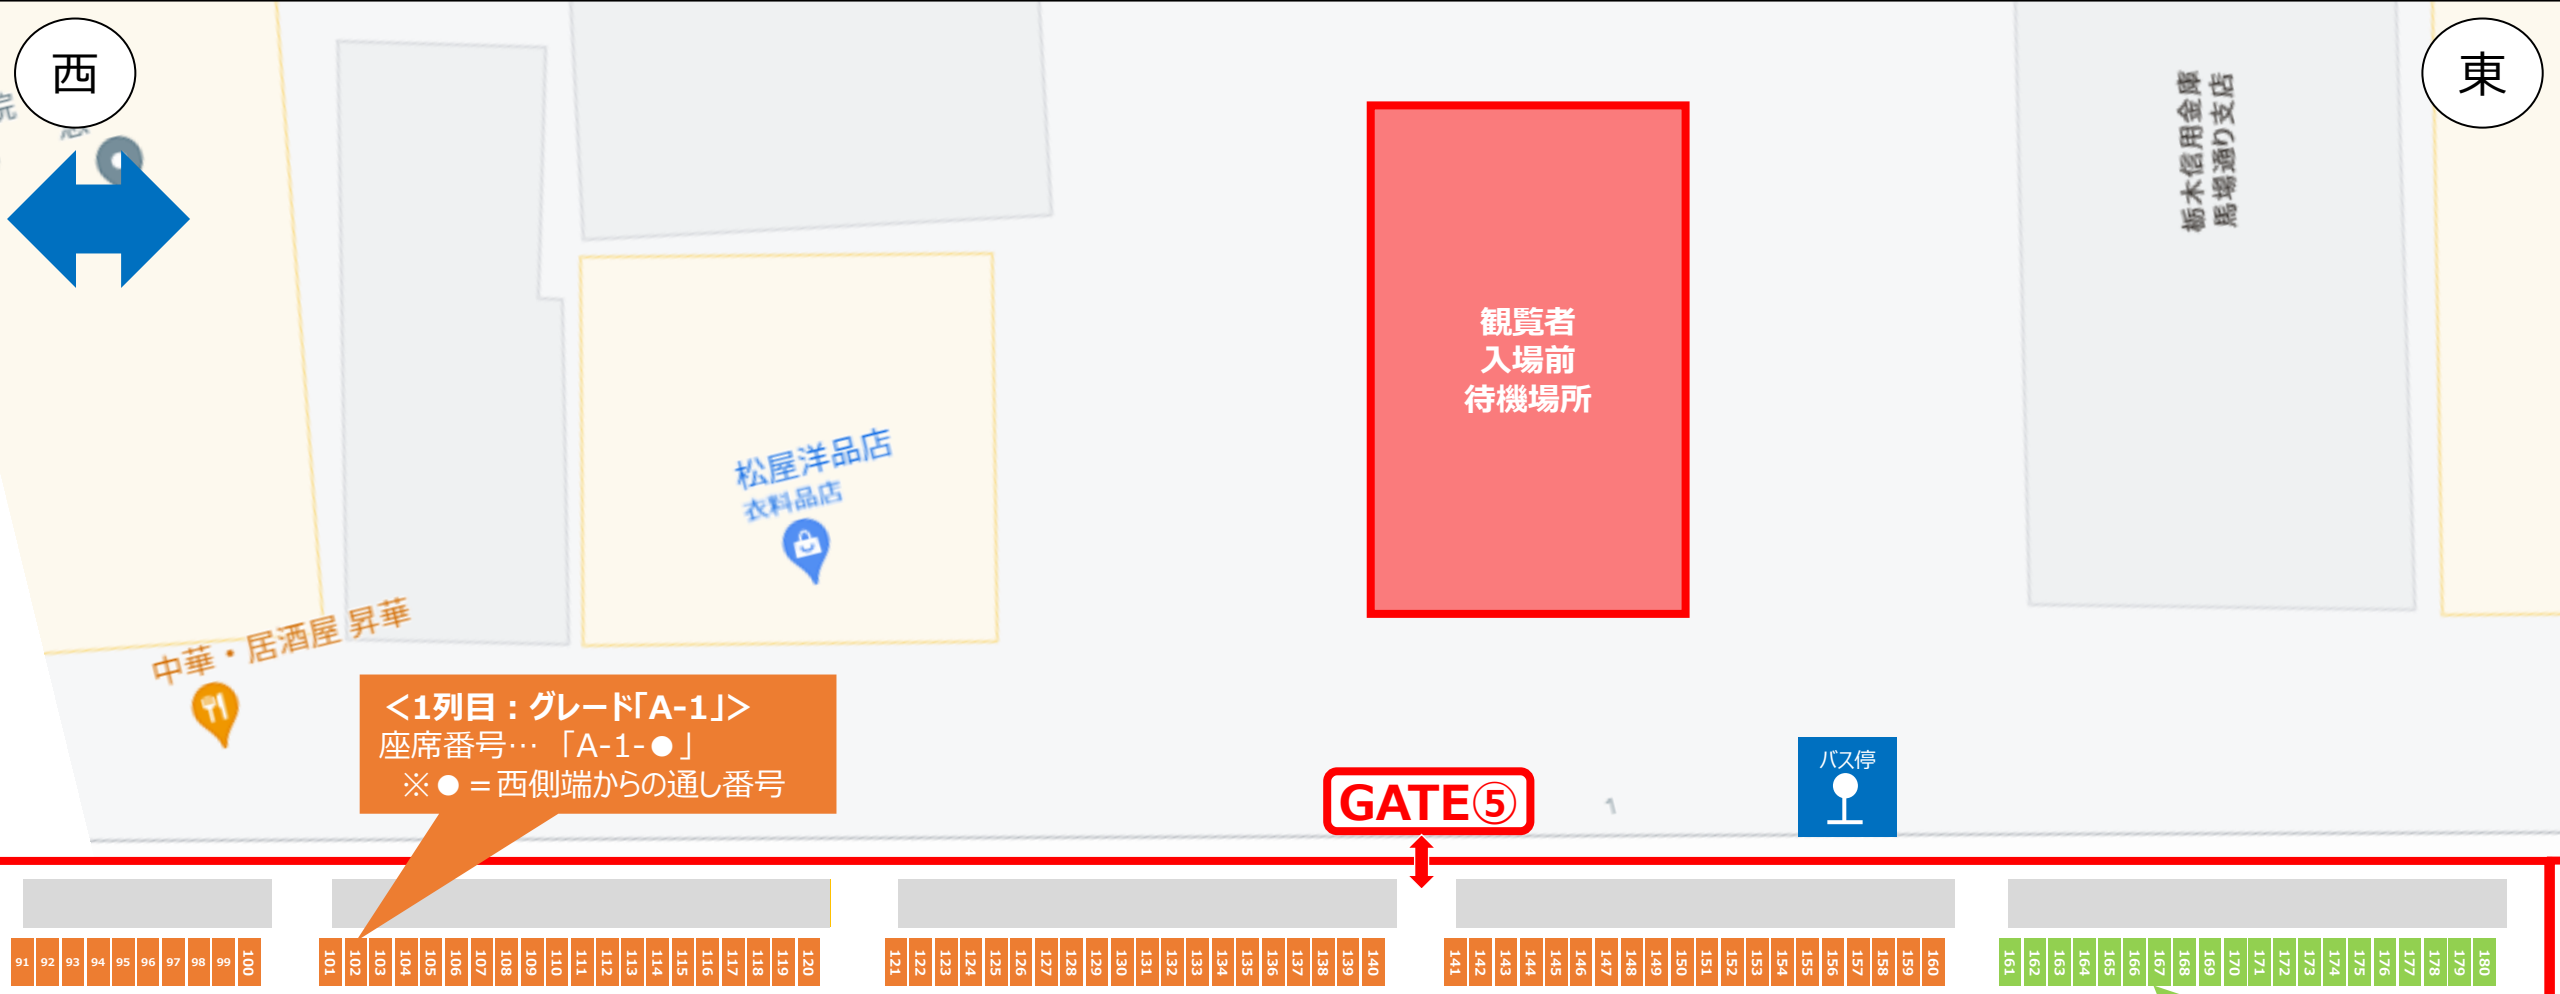 西
東
院
栃木信用金庫
馬場通り支店
観覧者
入場前
待機場所
松屋洋品店
衣料品店
中華・居酒屋 昇華
＜1列目：グレード「A-1」＞
座席番号…「A-1-●」
※●＝西側端からの通し番号
GATE⑤
1
バス停
91 92 93 94 95 96 97 98 99 100 101 102 103 104 105 106 107 108 109 110 111 112 113 114 115 116 117 118 119 120 121 122 123 124 125 126 127 128 129 130 131 132 133 134 135 136 137 138 139 140 141 142 143 144 145 146 147 148 149 150 151 152 153 154 155 156 157 158 159 160 161 162 163 164 165 166 167 168 169 170 171 172 173 174 175 176 177 178 179 180